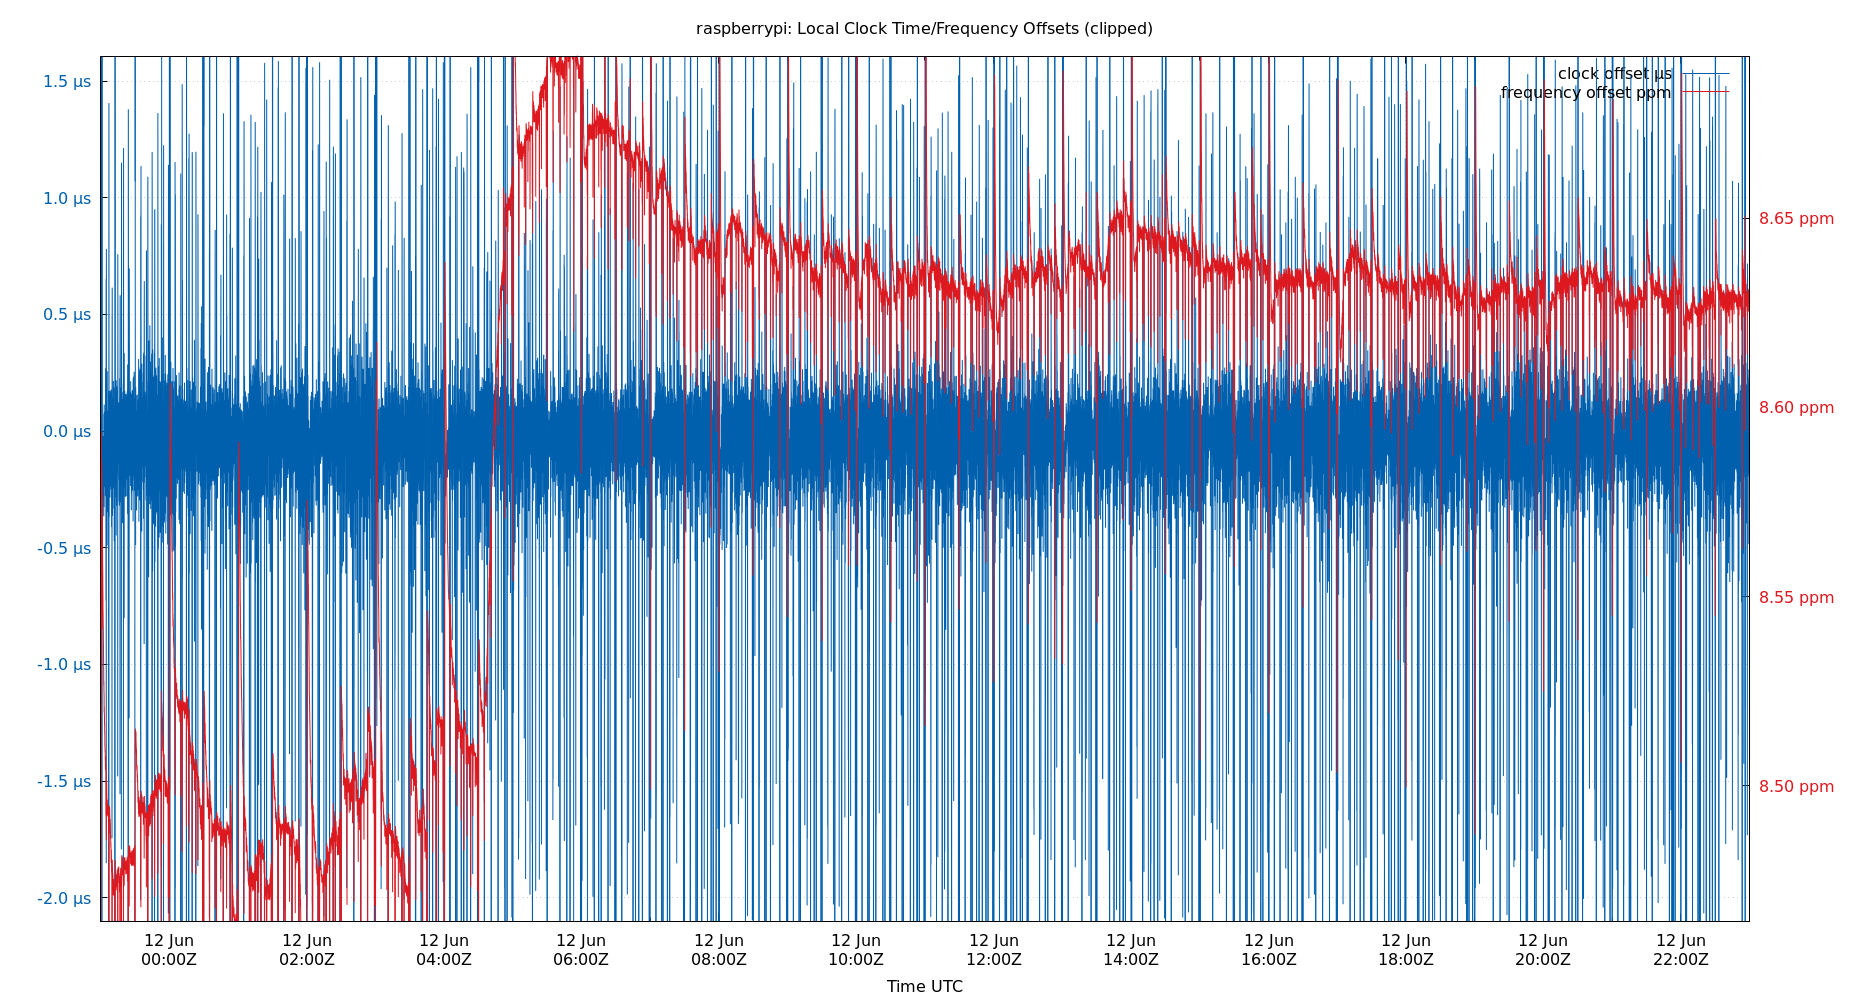 raspberrypi: Local Clock Time/Frequency Offsets (clipped)
clock offset µs
frequency offset ppm
1.5 µs
1.0 µs
0.5 µs
0.0 µs
-0.5 µs
-1.0 µs
-1.5 µs
-2.0 µs
8.65 ppm
8.60 ppm
8.55 ppm
8.50 ppm
12 Jun 12 Jun 12 Jun 12 Jun 12 Jun 12 Jun 12 Jun 12 Jun 12 Jun 12 Jun 12 Jun 12 Jun
00:00Z 02:00Z 04:00Z 06:00Z 08:00Z 10:00Z 12:00Z 14:00Z 16:00Z 18:00Z 20:00Z 22:00Z
Time UTC